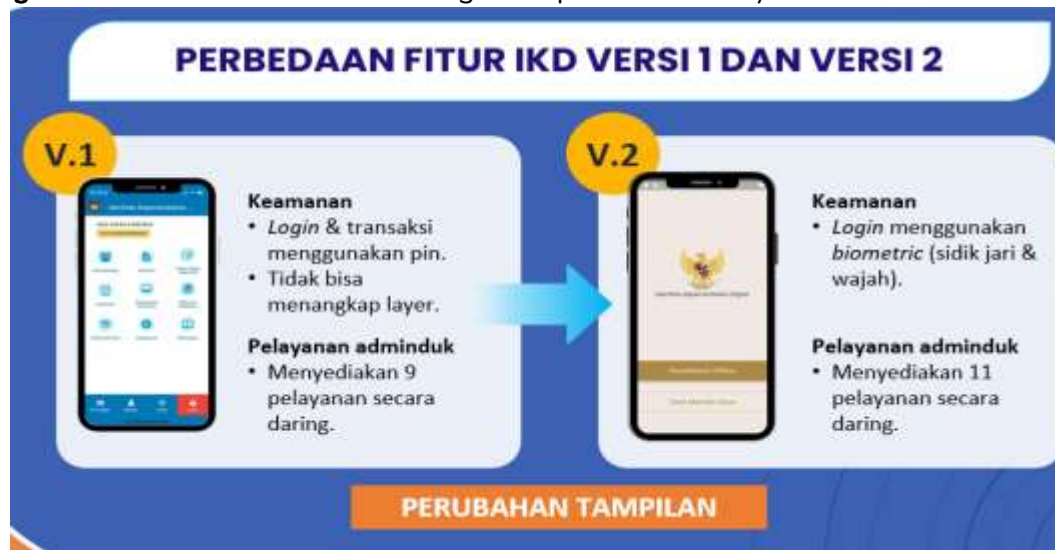 PERBEDAAN FITUR IKD VERSI 1 DAN VERSI 2
V.1
Keamanan
• Login & transaksi
menggunakan pin.
• Tidak bisa
menangkap layer.
Pelayanan adminduk
• Menyediakan 9
pelayanan secara
daring.
V.2
Keamanan
• Login menggunakan
biometric (sidik jari &
wajah).
Pelayanan adminduk
• Menyediakan 11
pelayanan secara
daring.
PERUBAHAN TAMPILAN